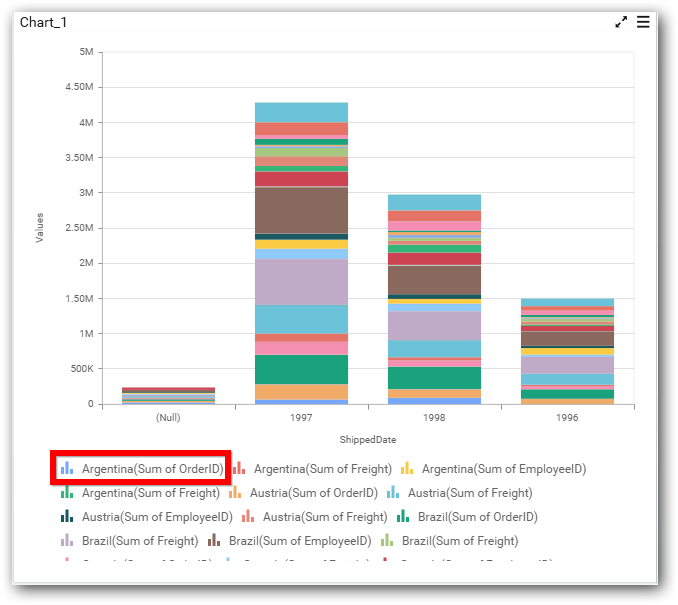 Chart_1
5M
4.50M
4M
3.50M
3M
2.50M
2M
1.50M
1M
500K
0
Values
(Null) 1997 1998 1996
ShippedDate
Argentina(Sum of OrderID) Argentina(Sum of Freight) Argentina(Sum of EmployeeID)
Argentina(Sum of Freight) Austria(Sum of OrderID) Austria(Sum of Freight)
Austria(Sum of EmployeeID) Austria(Sum of Freight) Brazil(Sum of OrderID)
Brazil(Sum of Freight) Brazil(Sum of EmployeeID) Brazil(Sum of Freight)